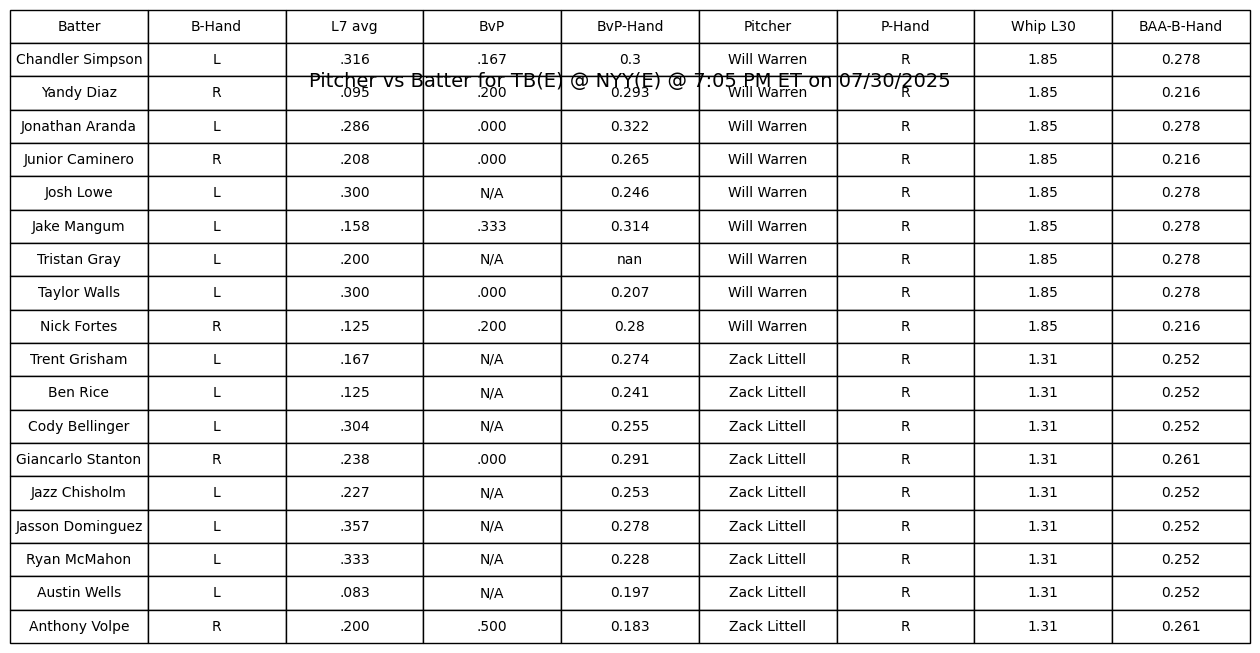 Batter B-Hand L7 avg BvP BvP-Hand Pitcher P-Hand Whip L30 BAA-B-Hand
Chandler Simpson L .316 .167 0.3 Will Warren R 1.85 0.278
Pitcher vs Batter for TB(E) @ NYY(E) @ 7:05 PM ET on 07/30/2025
Yandy Diaz R .095 .200 0.293 Will Warren R 1.85 0.216
Jonathan Aranda L .286 .000 0.322 Will Warren R 1.85 0.278
Junior Caminero R .208 .000 0.265 Will Warren R 1.85 0.216
Josh Lowe L .300 N/A 0.246 Will Warren R 1.85 0.278
Jake Mangum L .158 .333 0.314 Will Warren R 1.85 0.278
Tristan Gray L .200 N/A nan Will Warren R 1.85 0.278
Taylor Walls L .300 .000 0.207 Will Warren R 1.85 0.278
Nick Fortes R .125 .200 0.28 Will Warren R 1.85 0.216
Trent Grisham L .167 N/A 0.274 Zack Littell R 1.31 0.252
Ben Rice L .125 N/A 0.241 Zack Littell R 1.31 0.252
Cody Bellinger L .304 N/A 0.255 Zack Littell R 1.31 0.252
Giancarlo Stanton R .238 .000 0.291 Zack Littell R 1.31 0.261
Jazz Chisholm L .227 N/A 0.253 Zack Littell R 1.31 0.252
Jasson Dominguez L .357 N/A 0.278 Zack Littell R 1.31 0.252
Ryan McMahon L .333 N/A 0.228 Zack Littell R 1.31 0.252
Austin Wells L .083 N/A 0.197 Zack Littell R 1.31 0.252
Anthony Volpe R .200 .500 0.183 Zack Littell R 1.31 0.261